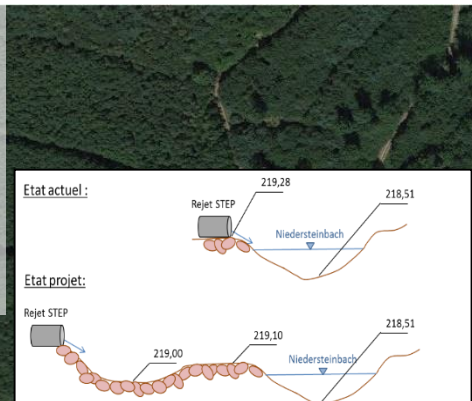 Etat actuel :
219,28
218,51
Rejet STEP
Niedersteinbach
Etat projet:
Rejet STEP
219,10
218,51
219,00
Niedersteinbach